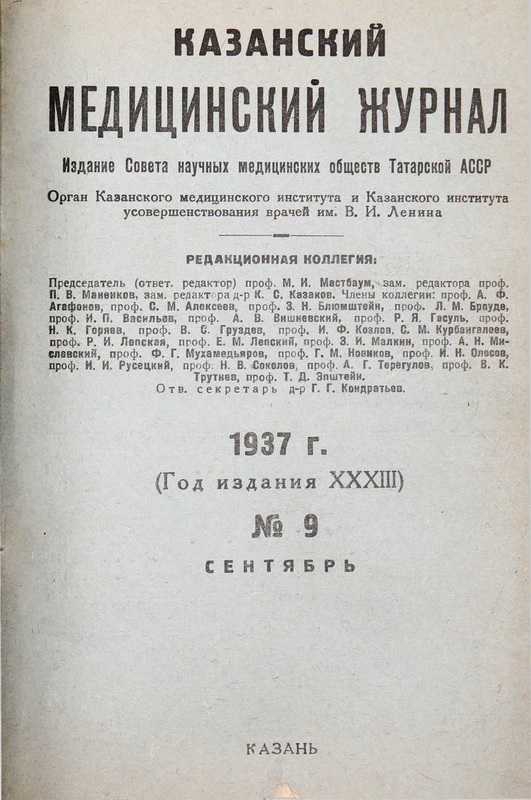 КАЗАНСКИЙ
МЕДИЦИНСКИЙ ЖУРНАЛ
Издание Совета научных медицинских обществ Татарской АССР
Орган Казанского медицинского института и Казанского института
усовершенствования врачей им. В. И. Ленина
РЕДАКЦИОННАЯ КОЛЛЕГИЯ:
Председатель (ответ. редактор) проф. М. И. Мастбаум, зам. редактора проф.
П. В. Маненков, зам. редактора д-р К. С. Казаков. Члены коллегии: проф. А. Ф.
Агафонов, проф. С. М. Алексеев, проф. З. Н. Блюмштейн, проф. Л. М. Брауде,
проф. И. П. Васильев, проф. А. В. Вишневский, проф. Р. Я. Гасуль, проф.
Н. К. Горяев, проф. В. С. Груздев, проф. И. Ф. Козлов, С. М. Курбангалеев,
проф. Р. И. Лепская, проф. Е. М. Лепский, проф. З. И. Малкин, проф. А. Н. Ми-
славский, проф. Ф. Г. Мухамедьяров, проф. Г. М. Новиков, проф. И. Н. Олесов,
проф. И. И. Русецкий, проф. Н. В. Соколов, проф. А. Г. Терегулов, проф. В. К.
Трутнев, проф. Т. Д. Эпштейн.
Отв. секретарь д-р Г. Г. Кондратьев.
1937 г.
(Год издания XXXIII)
№ 9
СЕНТЯБРЬ
КАЗАНЬ